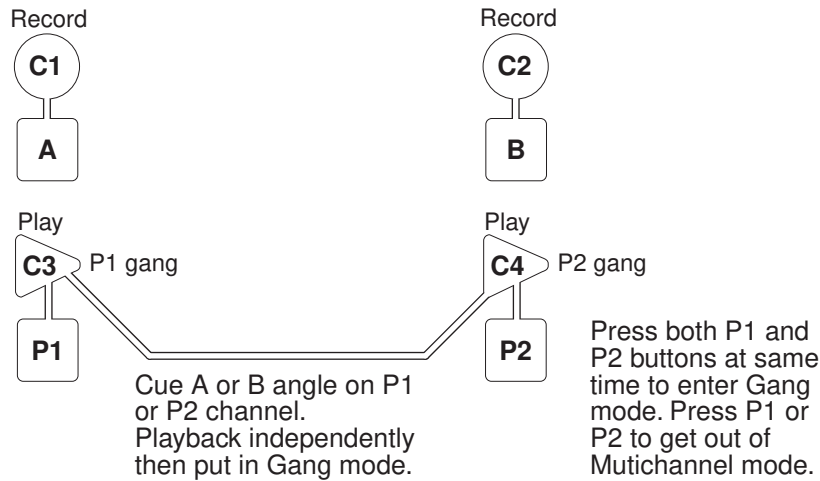 Record
Record
C1
C2
A
B
Play
Play
C3
P1 gang
C4
P2 gang
P1
P2
Cue A or B angle on P1
or P2 channel.
Playback independently
then put in Gang mode.
Press both P1 and
P2 buttons at same
time to enter Gang
mode. Press P1 or
P2 to get out of
Mutichannel mode.